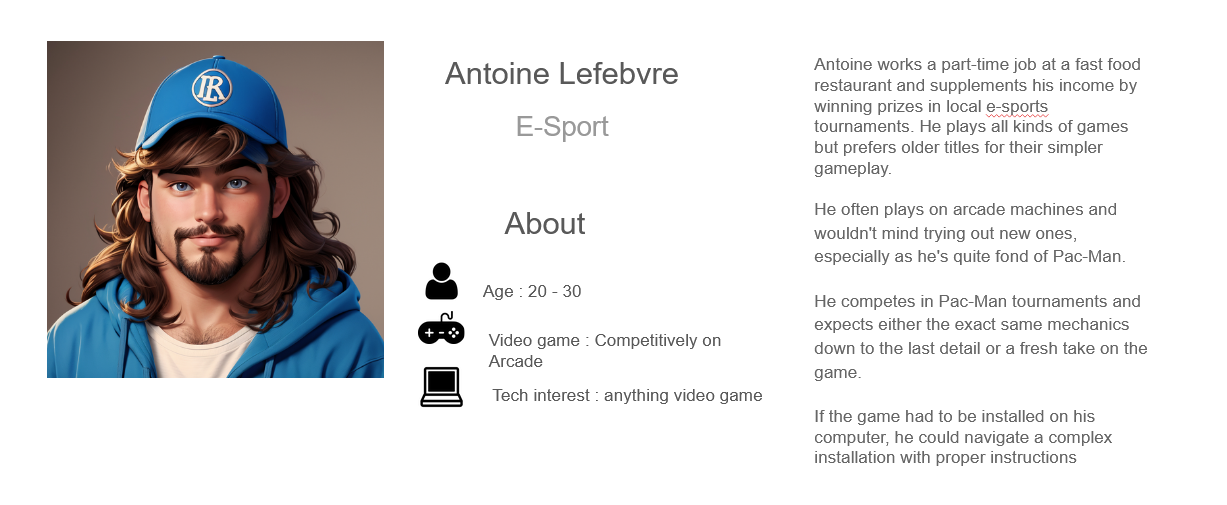 Antoine Lefebvre
E-Sport
About
Age : 20 - 30
Video game : Competitively on
Arcade
Tech interest : anything video game
Antoine works a part-time job at a fast food
restaurant and supplements his income by
winning prizes in local e-sports
tournaments. He plays all kinds of games
but prefers older titles for their simpler
gameplay.
He often plays on arcade machines and
wouldn't mind trying out new ones,
especially as he's quite fond of Pac-Man.
He competes in Pac-Man tournaments and
expects either the exact same mechanics
down to the last detail or a fresh take on the
game.
If the game had to be installed on his
computer, he could navigate a complex
installation with proper instructions